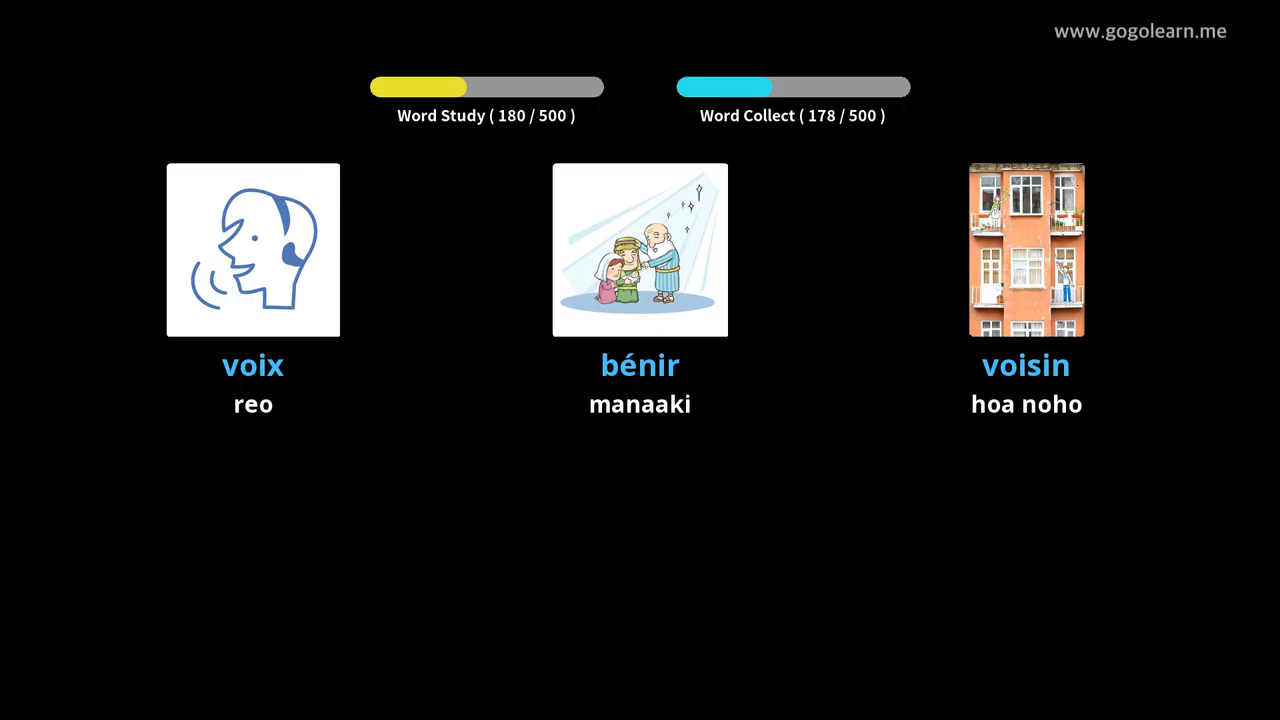 www.gogolearn.me
Word Study ( 180 / 500 )
Word Collect ( 178 / 500 )
voix
reo
bénir
manaaki
voisin
hoa noho